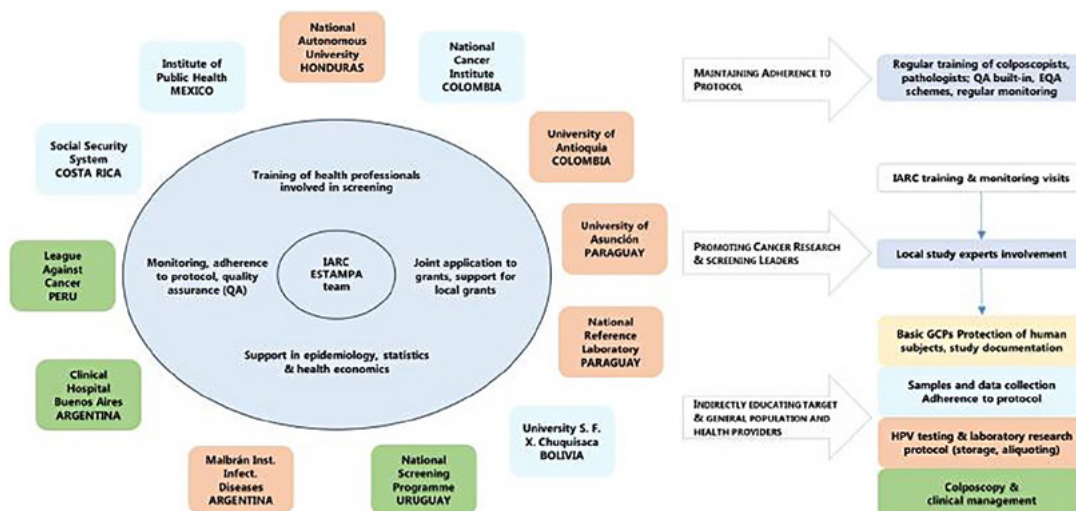 National
Autonomous
University
HONDURAS
National
Cancer
Institute
COLOMBIA
Institute of
Public Health
MEXICO
University of
Antioquia
COLOMBIA
Social Security
System
COSTA RICA
University of
Asunción
PARAGUAY
League
Against
Cancer
PERU
National
Reference
Laboratory
PARAGUAY
Clinical
Hospital
Buenos Aires
ARGENTINA
University S. F.
X. Chuquisaca
BOLIVIA
Malbrán Inst.
Infect.
Diseases
ARGENTINA
National
Screening
Programme
URUGUAY
Training of health professionals
involved in screening
Monitoring, adherence
to protocol, quality
assurance (QA)
IARC
ESTAMPA
team
Joint application to
grants, support for
local grants
Support in epidemiology, statistics
& health economics
MAINTAINING ADHERENCE TO
PROTOCOL
Regular training of colposcopists,
pathologists; QA built-in, EQA
schemes, regular monitoring
PROMOTING CANCER RESEARCH
& SCREENING LEADERS
IARC training & monitoring visits
Local study experts involvement
INDIRECTLY EDUCATING TARGET
& GENERAL POPULATION AND
HEALTH PROVIDERS
Basic GCPs Protection of human
subjects, study documentation
Samples and data collection
Adherence to protocol
HPV testing & laboratory research
protocol (storage, aliquoting)
Colposcopy &
clinical management